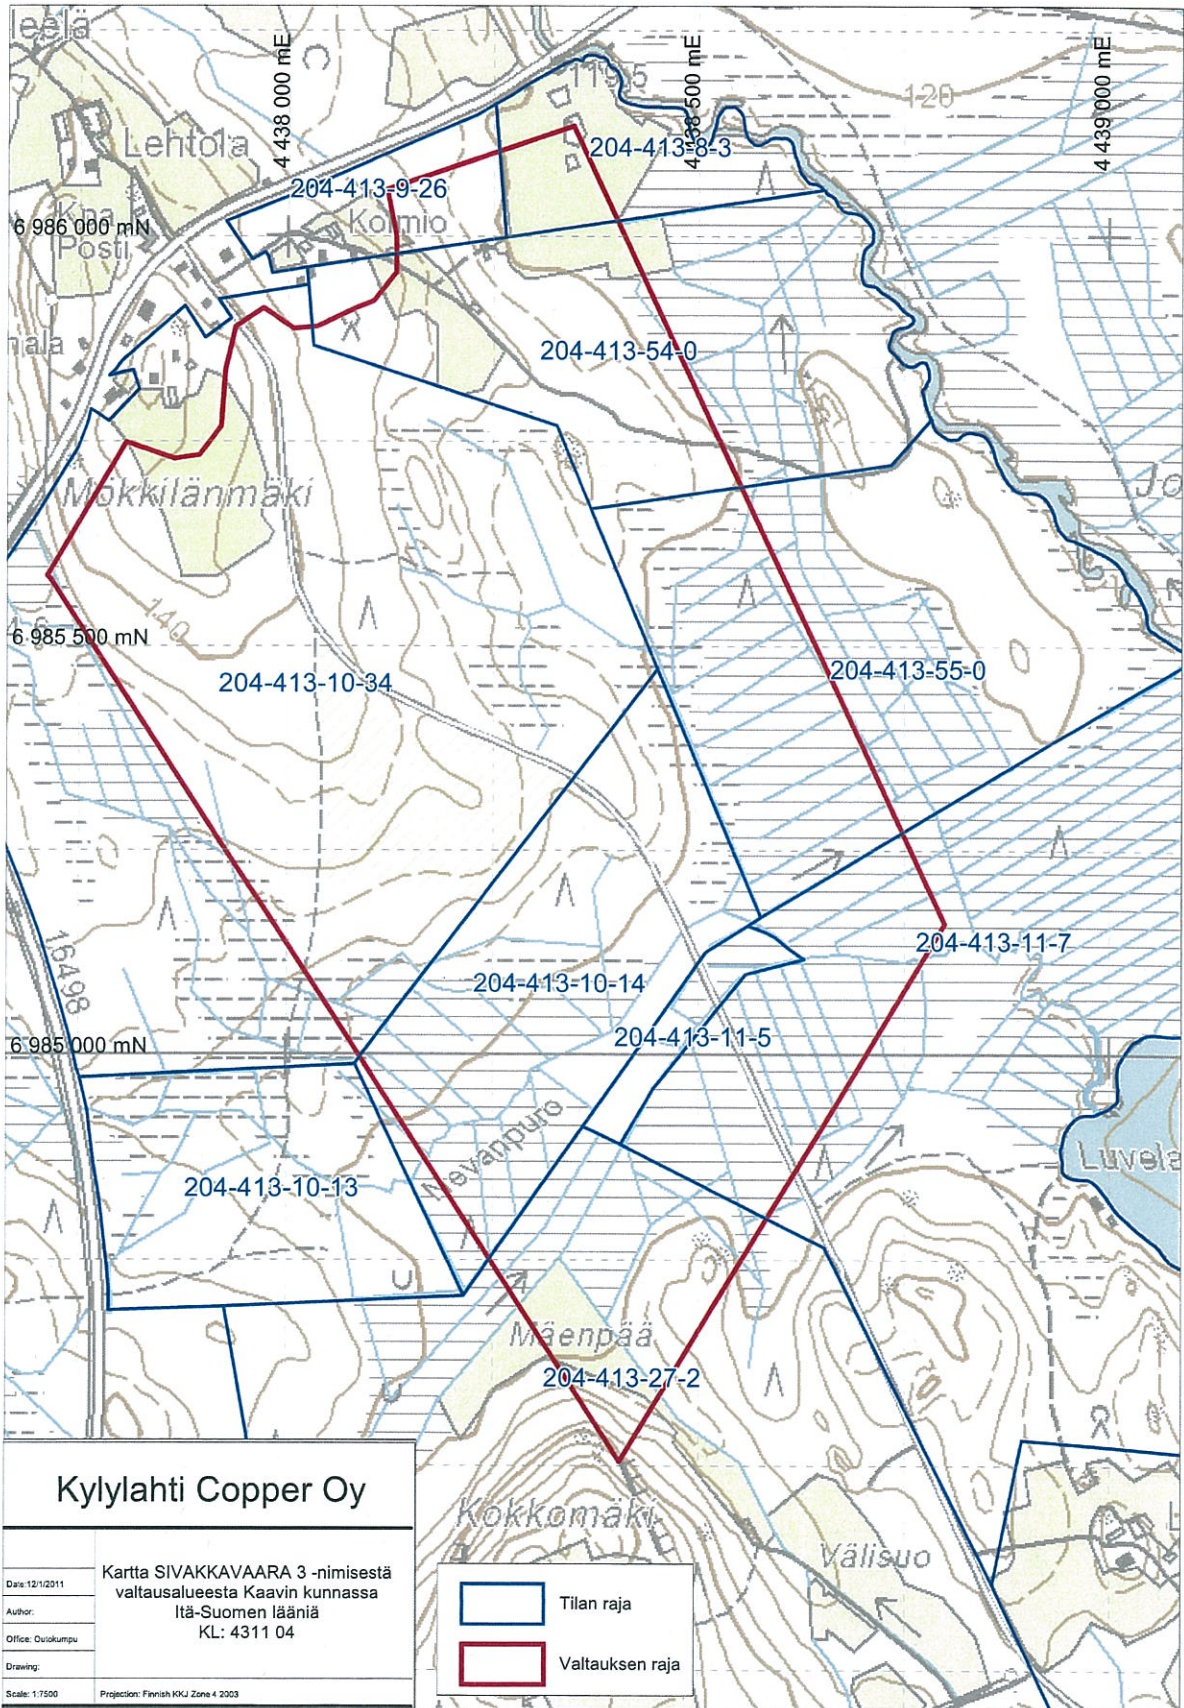 4 438 000 mE
4 438 500 mE
4 439 000 mE
119,5
120
Lehtola
204-413-8-3
204-413-9-26
6 986 000 mN
Posti
204-413-54-0
Mökkilänmäki
140
6 985 500 mN
204-413-10-34
204-413-55-0
16498
204-413-11-7
204-413-10-14
204-413-11-5
6 985 000 mN
Nevanpuro
204-413-10-13
Mäenpää
204-413-27-2
Kokkomäki
Välisuo
Kylylahti Copper Oy
Kartta SIVAKKAVAARA 3 -nimisestä
valtausalueesta Kaavin kunnassa
Itä-Suomen lääniä
KL: 4311 04
Date: 12/1/2011
Author:
Office: Outokumpu
Drawing:
Scale: 1:7500
Projection: Finnish KKJ Zone 4 2003
Tilan raja
Valtauksen raja